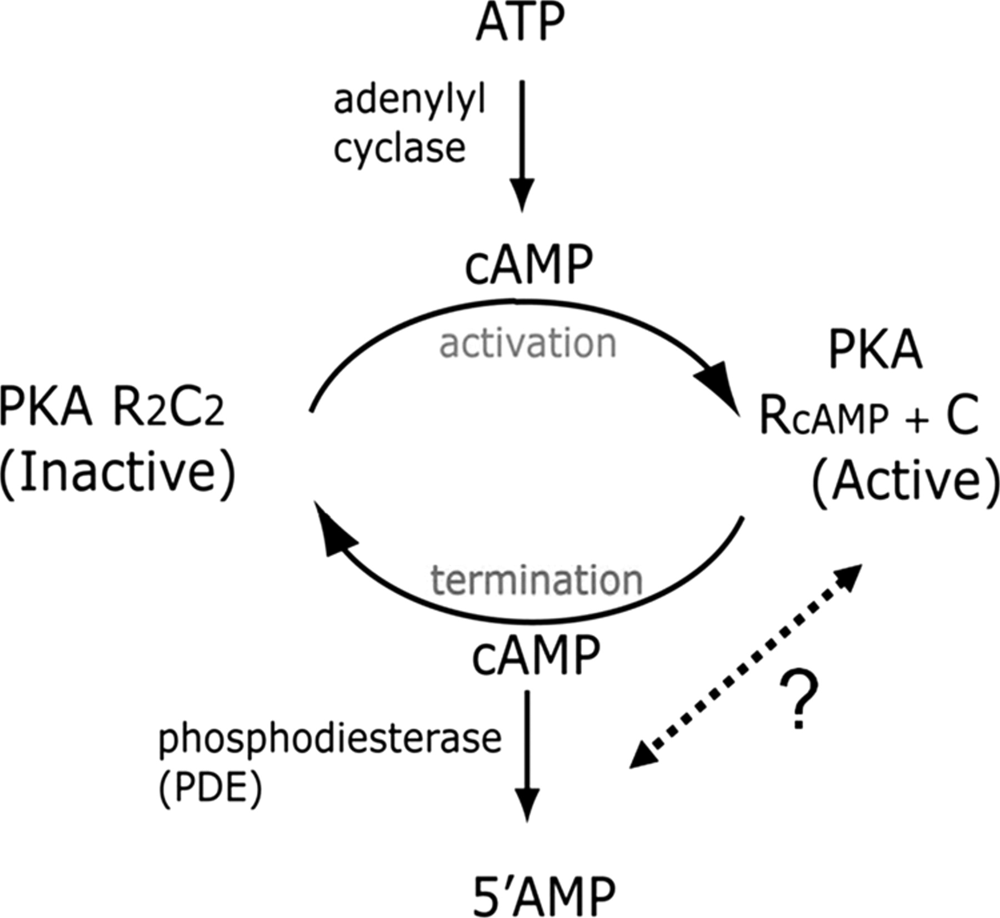 ATP
adenylyl
cyclase
cAMP
activation
PKA
PKA R2C2
RcAMP + C
(Inactive)
(Active)
termination
cAMP
?
phosphodiesterase
(PDE)
5'AMP